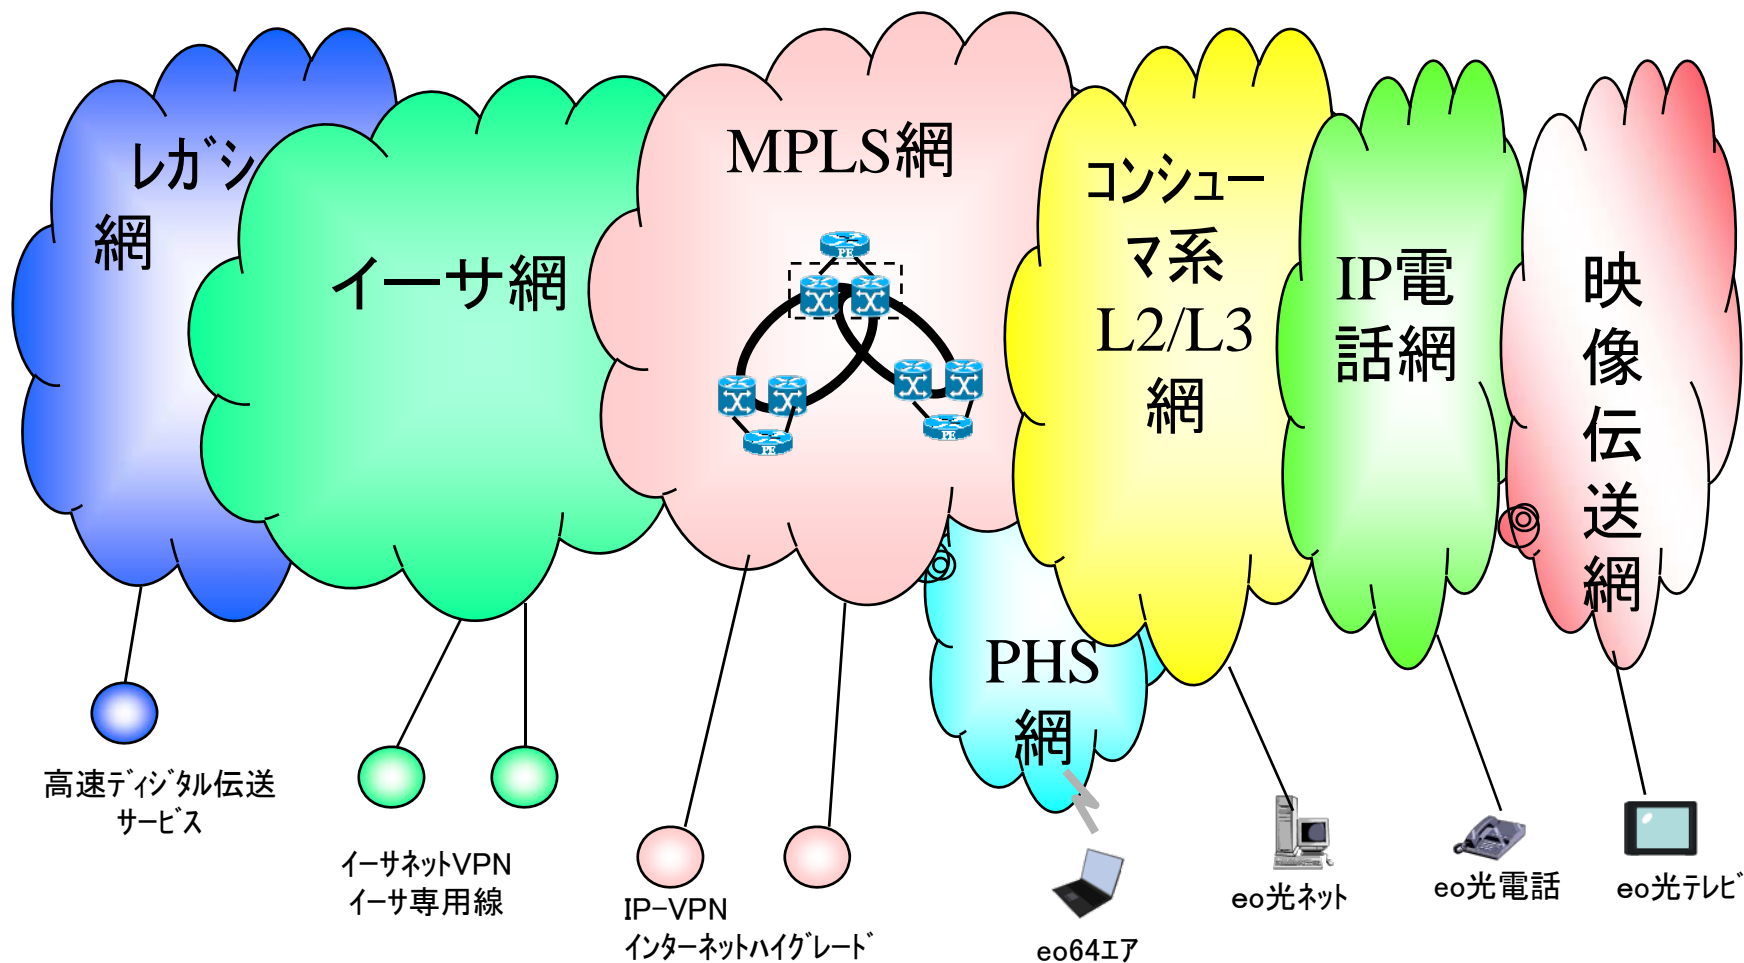 レガシ
網
イーサ網
MPLS網
PE
PE
PE
コンシュー
マ系
L2/L3
網
IP電
話網
映
像
伝
送
網
PHS
網
高速ディジタル伝送
サービス
イーサネットVPN
イーサ専用線
IP-VPN
インターネットハイグレード
eo64エア
eo光ネット
eo光電話
eo光テレビ